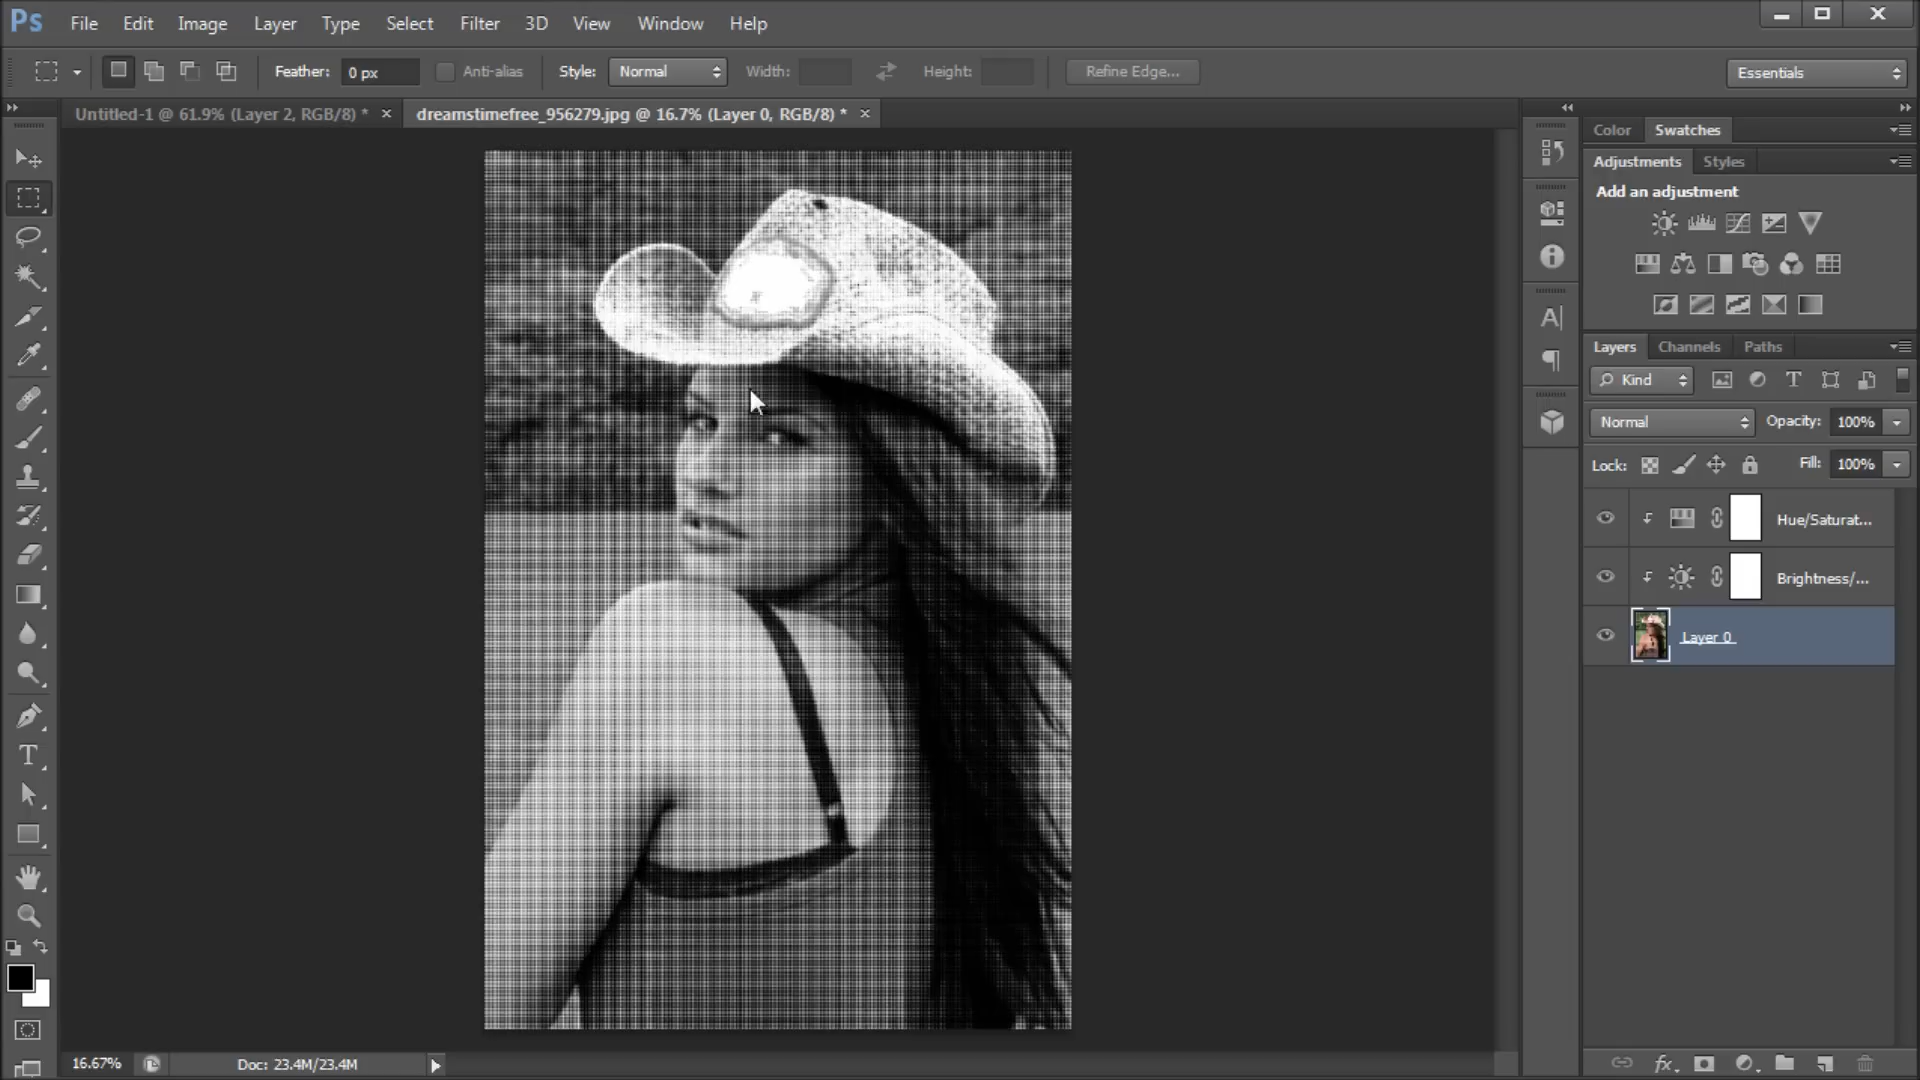 Ps File Edit Image Layer Type Select Filter 3D View Window Help
Feather: 0 px Anti-alias Style: Normal Width: Height: Refine Edge... Essentials
Untitled-1 @ 61.9% (Layer 2, RGB/8) * × dreamstimefree_956279.jpg @ 16.7% (Layer 0, RGB/8) * ×
Color Swatches
Adjustments Styles
Add an adjustment
Layers Channels Paths
Kind
Normal Opacity: 100%
Lock: Fill: 100%
Hue/Saturat...
Brightness/...
Layer 0
16.67% Doc: 23.4M/23.4M